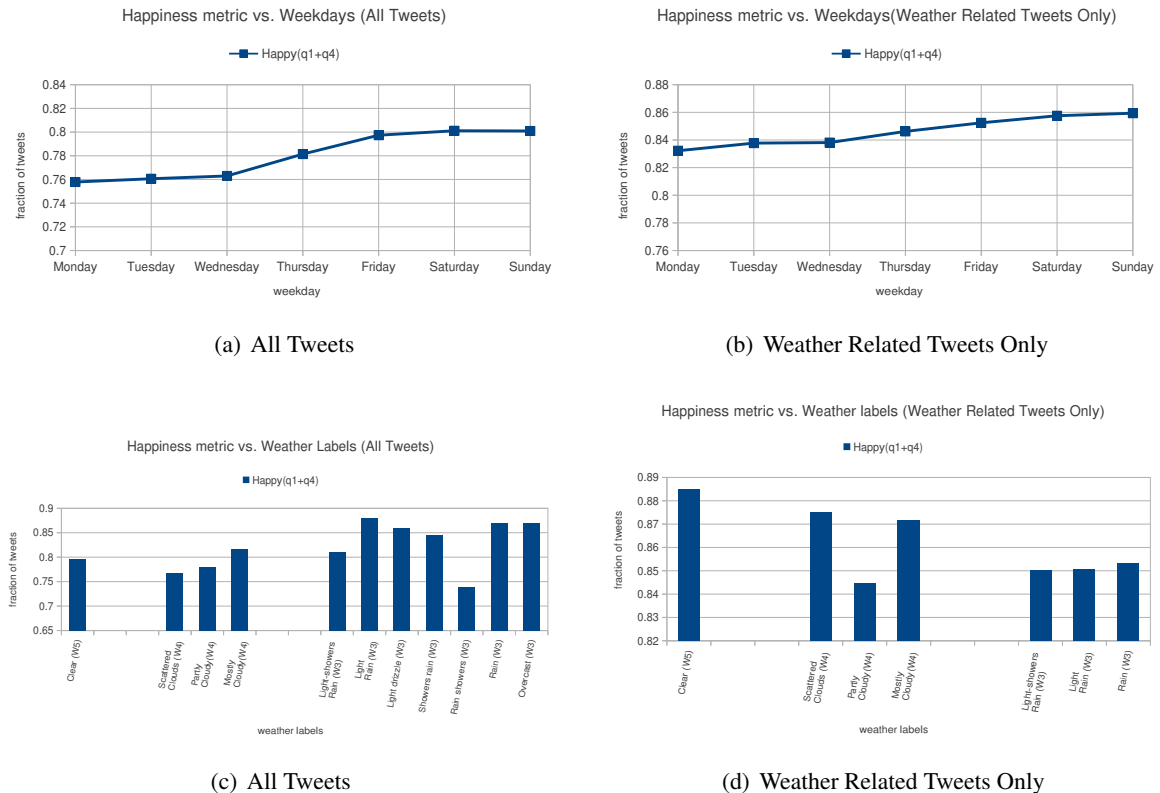 Happiness metric vs. Weekdays (All Tweets)
Happy(q1+q4)
0.84
0.82
0.8
0.78
0.76
0.74
0.72
0.7
fraction of tweets
Monday Tuesday Wednesday Thursday Friday Saturday Sunday
weekday
(a) All Tweets
Happiness metric vs. Weekdays(Weather Related Tweets Only)
Happy(q1+q4)
0.88
0.86
0.84
0.82
0.8
0.78
0.76
fraction of tweets
Monday Tuesday Wednesday Thursday Friday Saturday Sunday
weekday
(b) Weather Related Tweets Only
Happiness metric vs. Weather Labels (All Tweets)
Happy(q1+q4)
0.9
0.85
0.8
0.75
0.7
0.65
fraction of tweets
Clear (W5)
Scattered
Clouds (W4)
Partly
Cloudy(W4)
Mostly
Cloudy(W4)
Light-showers
Rain (W3)
Light
Rain (W3)
Light drizzle (W3)
Showers rain (W3)
Rain showers (W3)
Rain (W3)
Overcast (W3)
weather labels
(c) All Tweets
Happiness metric vs. Weather labels (Weather Related Tweets Only)
Happy(q1+q4)
0.89
0.88
0.87
0.86
0.85
0.84
0.83
0.82
fraction of tweets
Clear (W5)
Scattered
Clouds (W4)
Partly
Cloudy (W4)
Mostly
Cloudy (W4)
Light-showers
Rain (W3)
Light
Rain (W3)
Rain (W3)
weather labels
(d) Weather Related Tweets Only